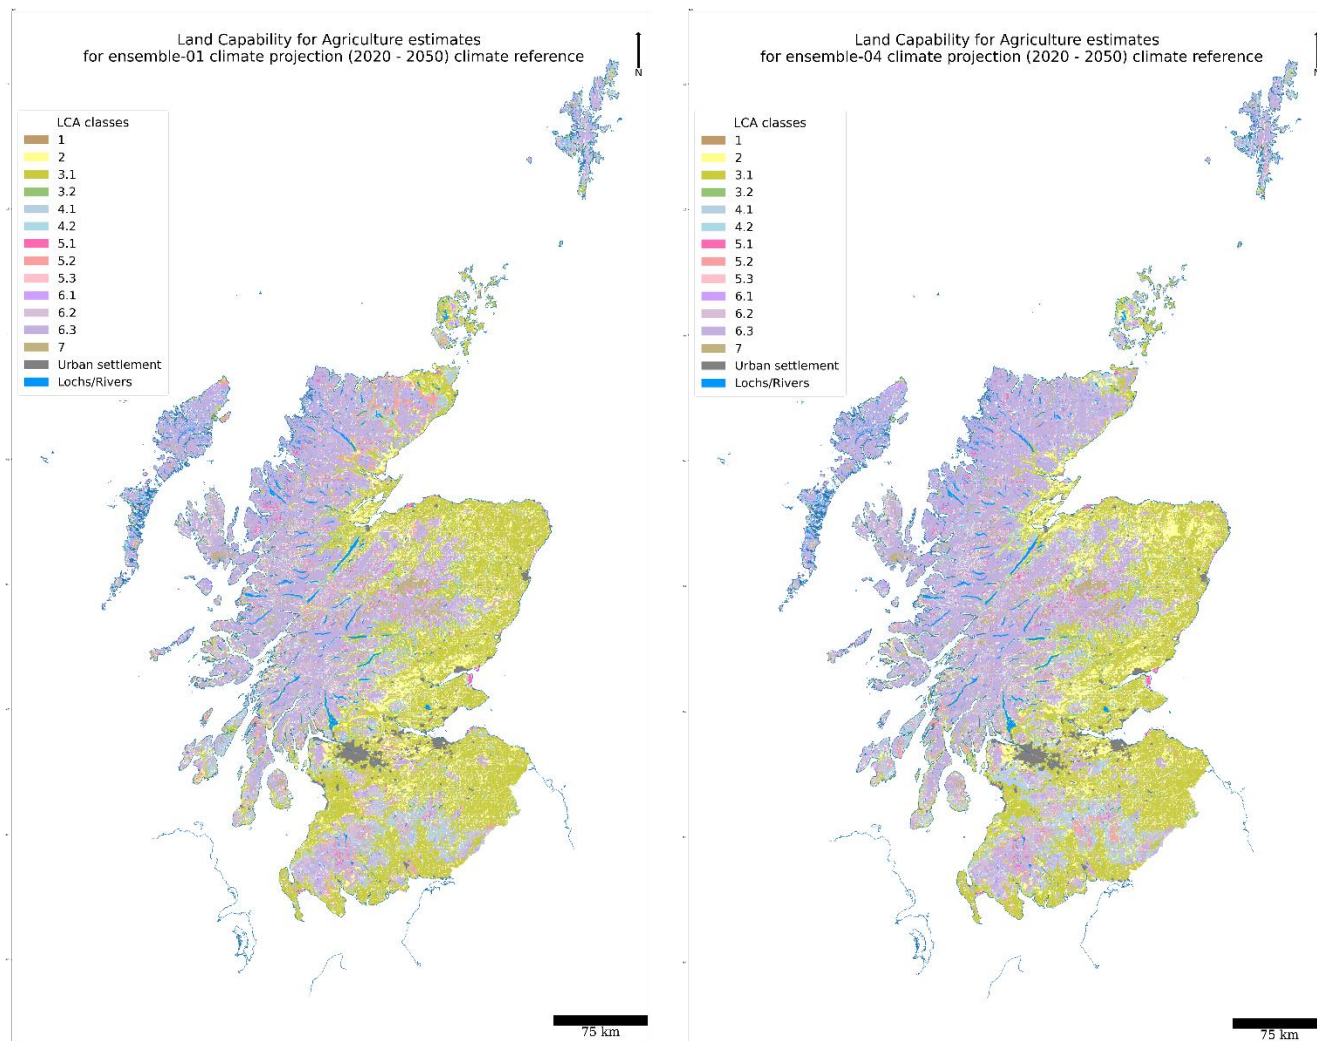 Land Capability for Agriculture estimates
for ensemble-01 climate projection (2020 - 2050) climate reference
N
LCA classes
1
2
3.1
3.2
4.1
4.2
5.1
5.2
5.3
6.1
6.2
6.3
7
Urban settlement
Lochs/Rivers
75 km
Land Capability for Agriculture estimates
for ensemble-04 climate projection (2020 - 2050) climate reference
N
LCA classes
1
2
3.1
3.2
4.1
4.2
5.1
5.2
5.3
6.1
6.2
6.3
7
Urban settlement
Lochs/Rivers
75 km